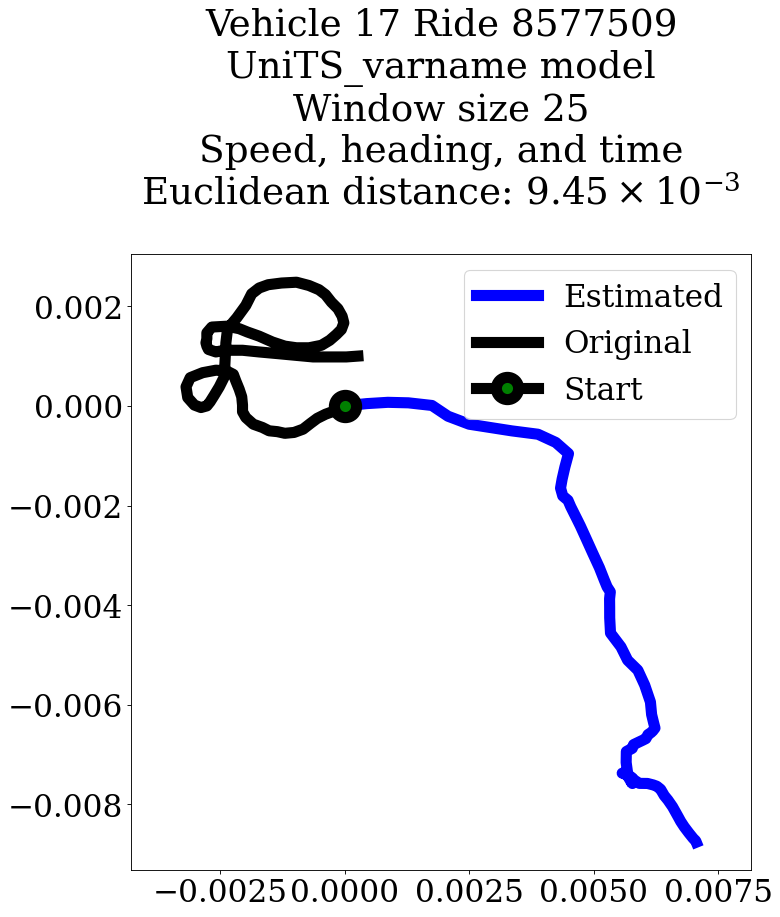 Vehicle 17 Ride 8577509
UniTS_varname model
Window size 25
Speed, heading, and time
Euclidean distance: $9.45 \times 10^{-3}$
Estimated
Original
Start
0.002
0.000
−0.002
−0.004
−0.006
−0.008
−0.0025 0.0000 0.0025 0.0050 0.0075